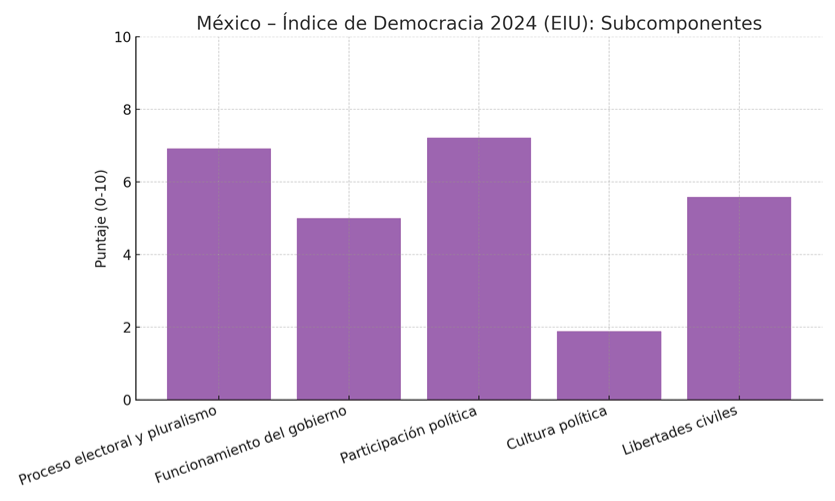 México – Índice de Democracia 2024 (EIU): Subcomponentes
Puntaje (0-10)
10
8
6
4
2
0
Proceso electoral y pluralismo
Funcionamiento del gobierno
Participación política
Cultura política
Libertades civiles